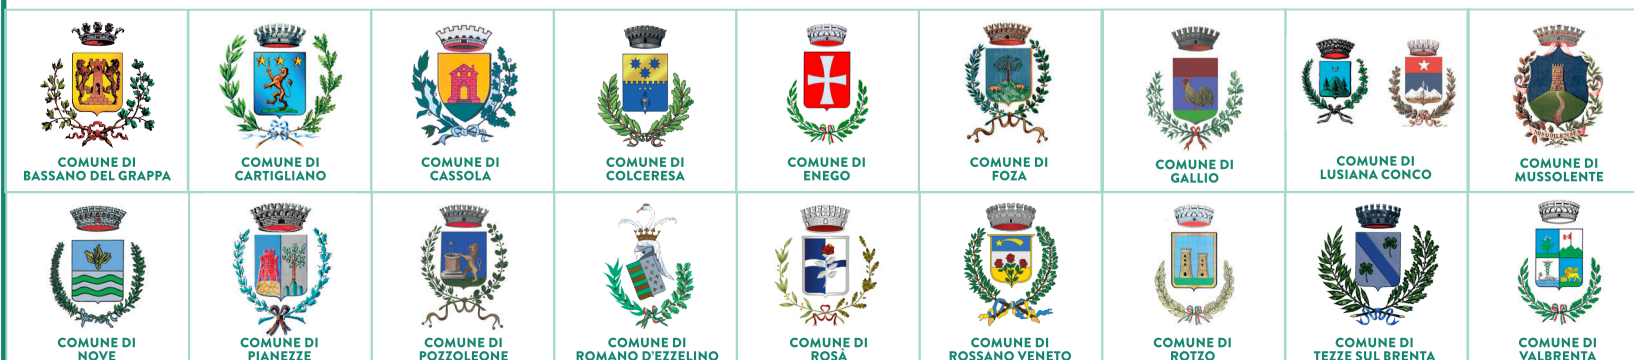 COMUNE DI
BASSANO DEL GRAPPA
COMUNE DI
CARTIGLIANO
COMUNE DI
CASSOLA
COMUNE DI
COLCERESA
COMUNE DI
ENEGO
COMUNE DI
FOZA
COMUNE DI
GALLIO
COMUNE DI
LUSIANA CONCO
COMUNE DI
MUSSOLENTE
COMUNE DI
NOVE
COMUNE DI
PIANEZZE
COMUNE DI
POZZOLEONE
COMUNE DI
ROMANO D'EZZELINO
COMUNE DI
ROSÀ
COMUNE DI
ROSSANO VENETO
COMUNE DI
ROTZO
COMUNE DI
TEZZE SUL BRENTA
COMUNE DI
VALBRENTA